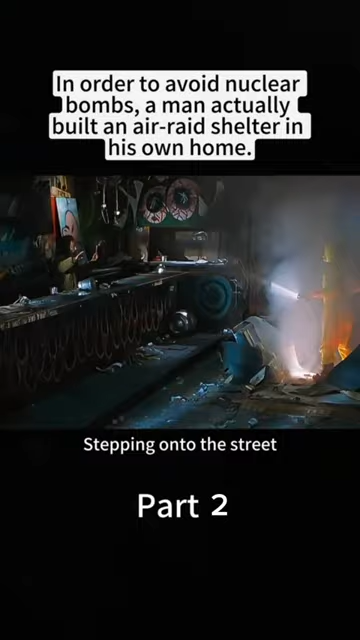 In order to avoid nuclear
bombs, a man actually
built an air-raid shelter in
his own home.
Stepping onto the street
Part 2